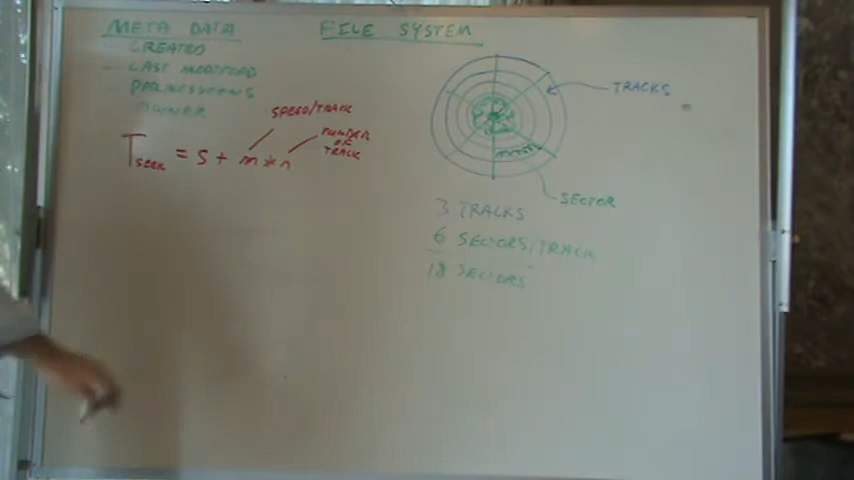 META DATA
CREATED
LAST MODIFIED
PERMISSIONS
OWNER
FILE SYSTEM
TRACKS
SPEED/TRACK
NUMBER
OF
TRACK
T SEEK = S + m * n
SECTOR
3 TRACKS
6 SECTORS/TRACK
18 SECTORS